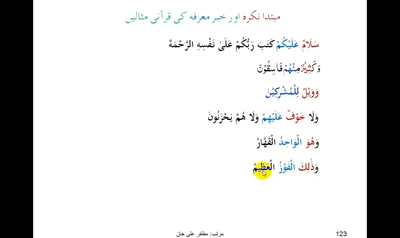 مبتدا نکرہ اور خبر معرفہ کی قرآنی مثالیں
سَلَامٌ عَلَيْكُمْ كَتَبَ رَبُّكُمْ عَلَىٰ نَفْسِهِ الرَّحْمَةَ
وَكَثِيرٌ مِنْهُمْ فَاسِقُونَ
وَوَيْلٌ لِلْمُشْرِكِينَ
وَلَا خَوْفٌ عَلَيْهِمْ وَلَا هُمْ يَحْزَنُونَ
وَهُوَ الْوَاحِدُ الْقَهَّارُ
وَذَٰلِكَ الْفَوْزُ الْعَظِيمُ
مرتب: مظفر علی خان
123